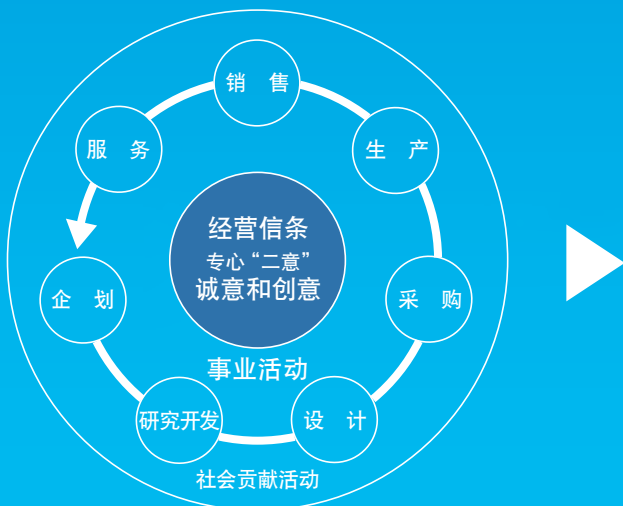 销 售
服 务
生 产
经营信条
专心“二意”
诚意和创意
企 划
采 购
事业活动
研究开发
设 计
社会贡献活动